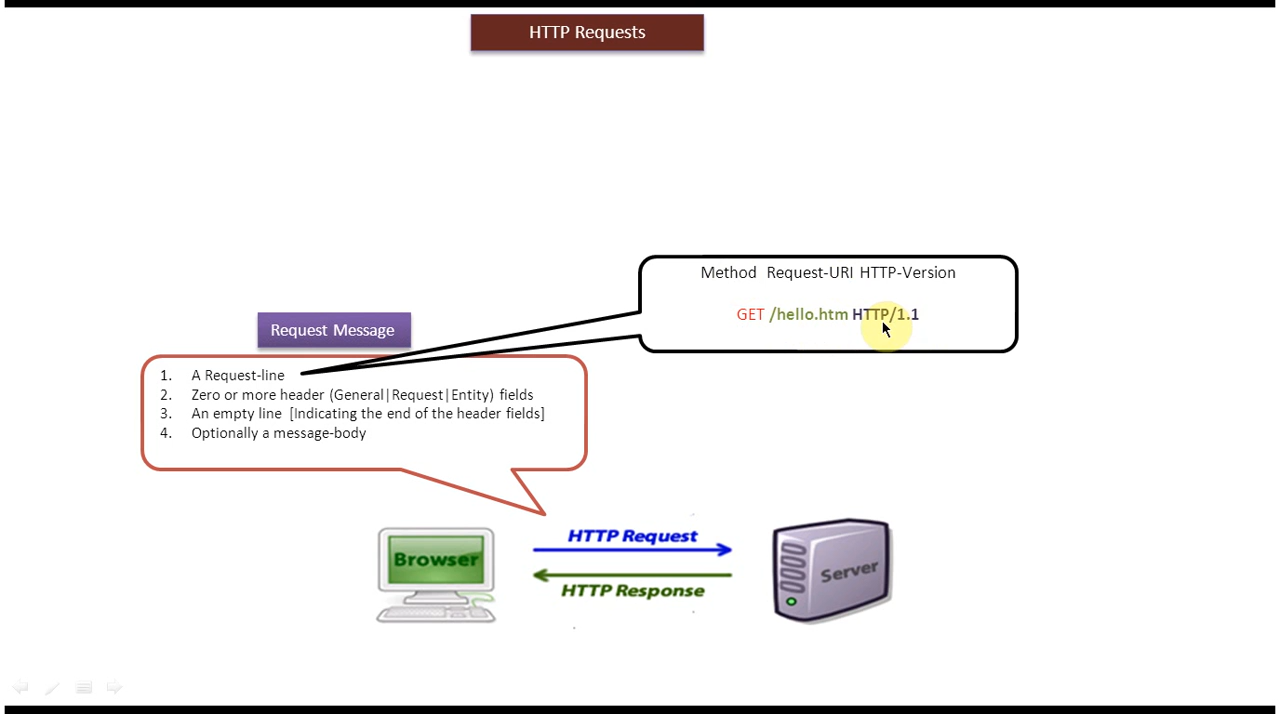 HTTP Requests
Method Request-URI HTTP-Version
GET /hello.htm HTTP/1.1
Request Message
1. A Request-line
2. Zero or more header (General|Request|Entity) fields
3. An empty line [Indicating the end of the header fields]
4. Optionally a message-body
Browser
HTTP Request
HTTP Response
Server